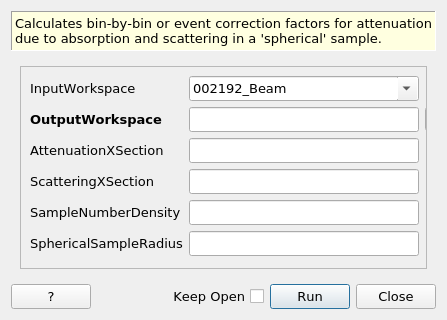 Calculates bin-by-bin or event correction factors for attenuation
due to absorption and scattering in a 'spherical' sample.
InputWorkspace 002192_Beam
OutputWorkspace
AttenuationXSection
ScatteringXSection
SampleNumberDensity
SphericalSampleRadius
? Keep Open Run Close